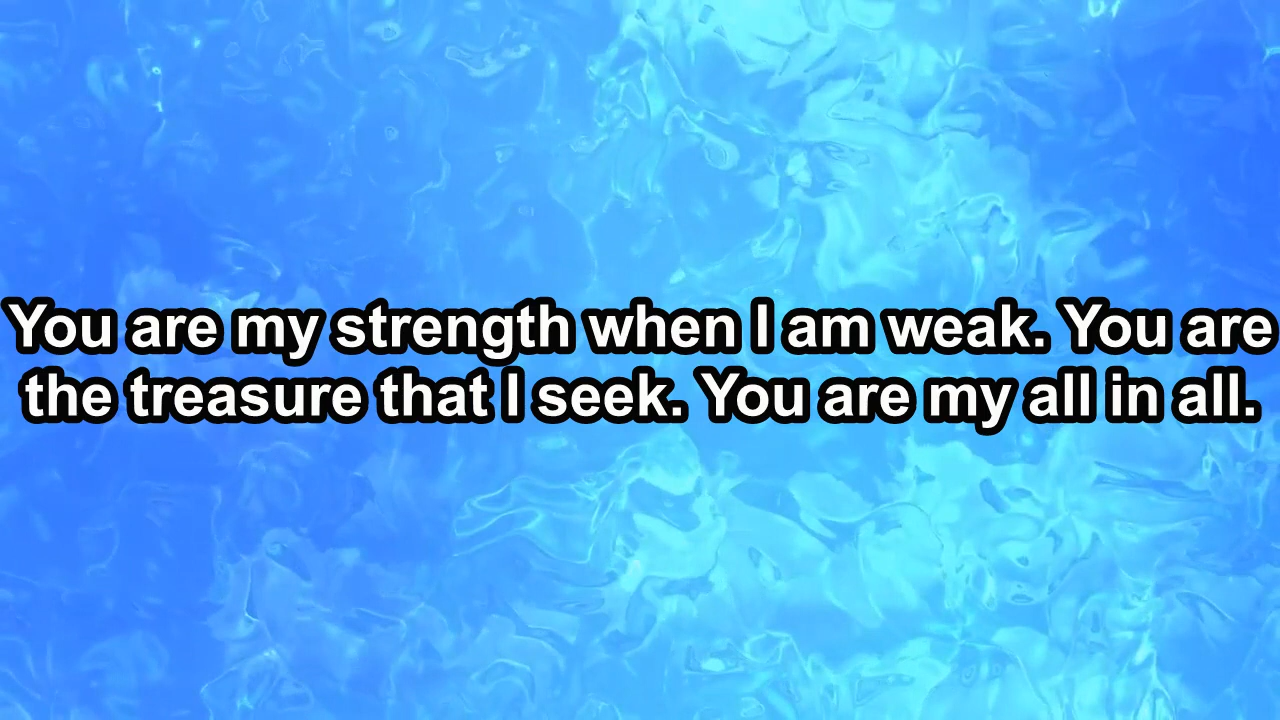 You are my strength when I am weak. You are
the treasure that I seek. You are my all in all.